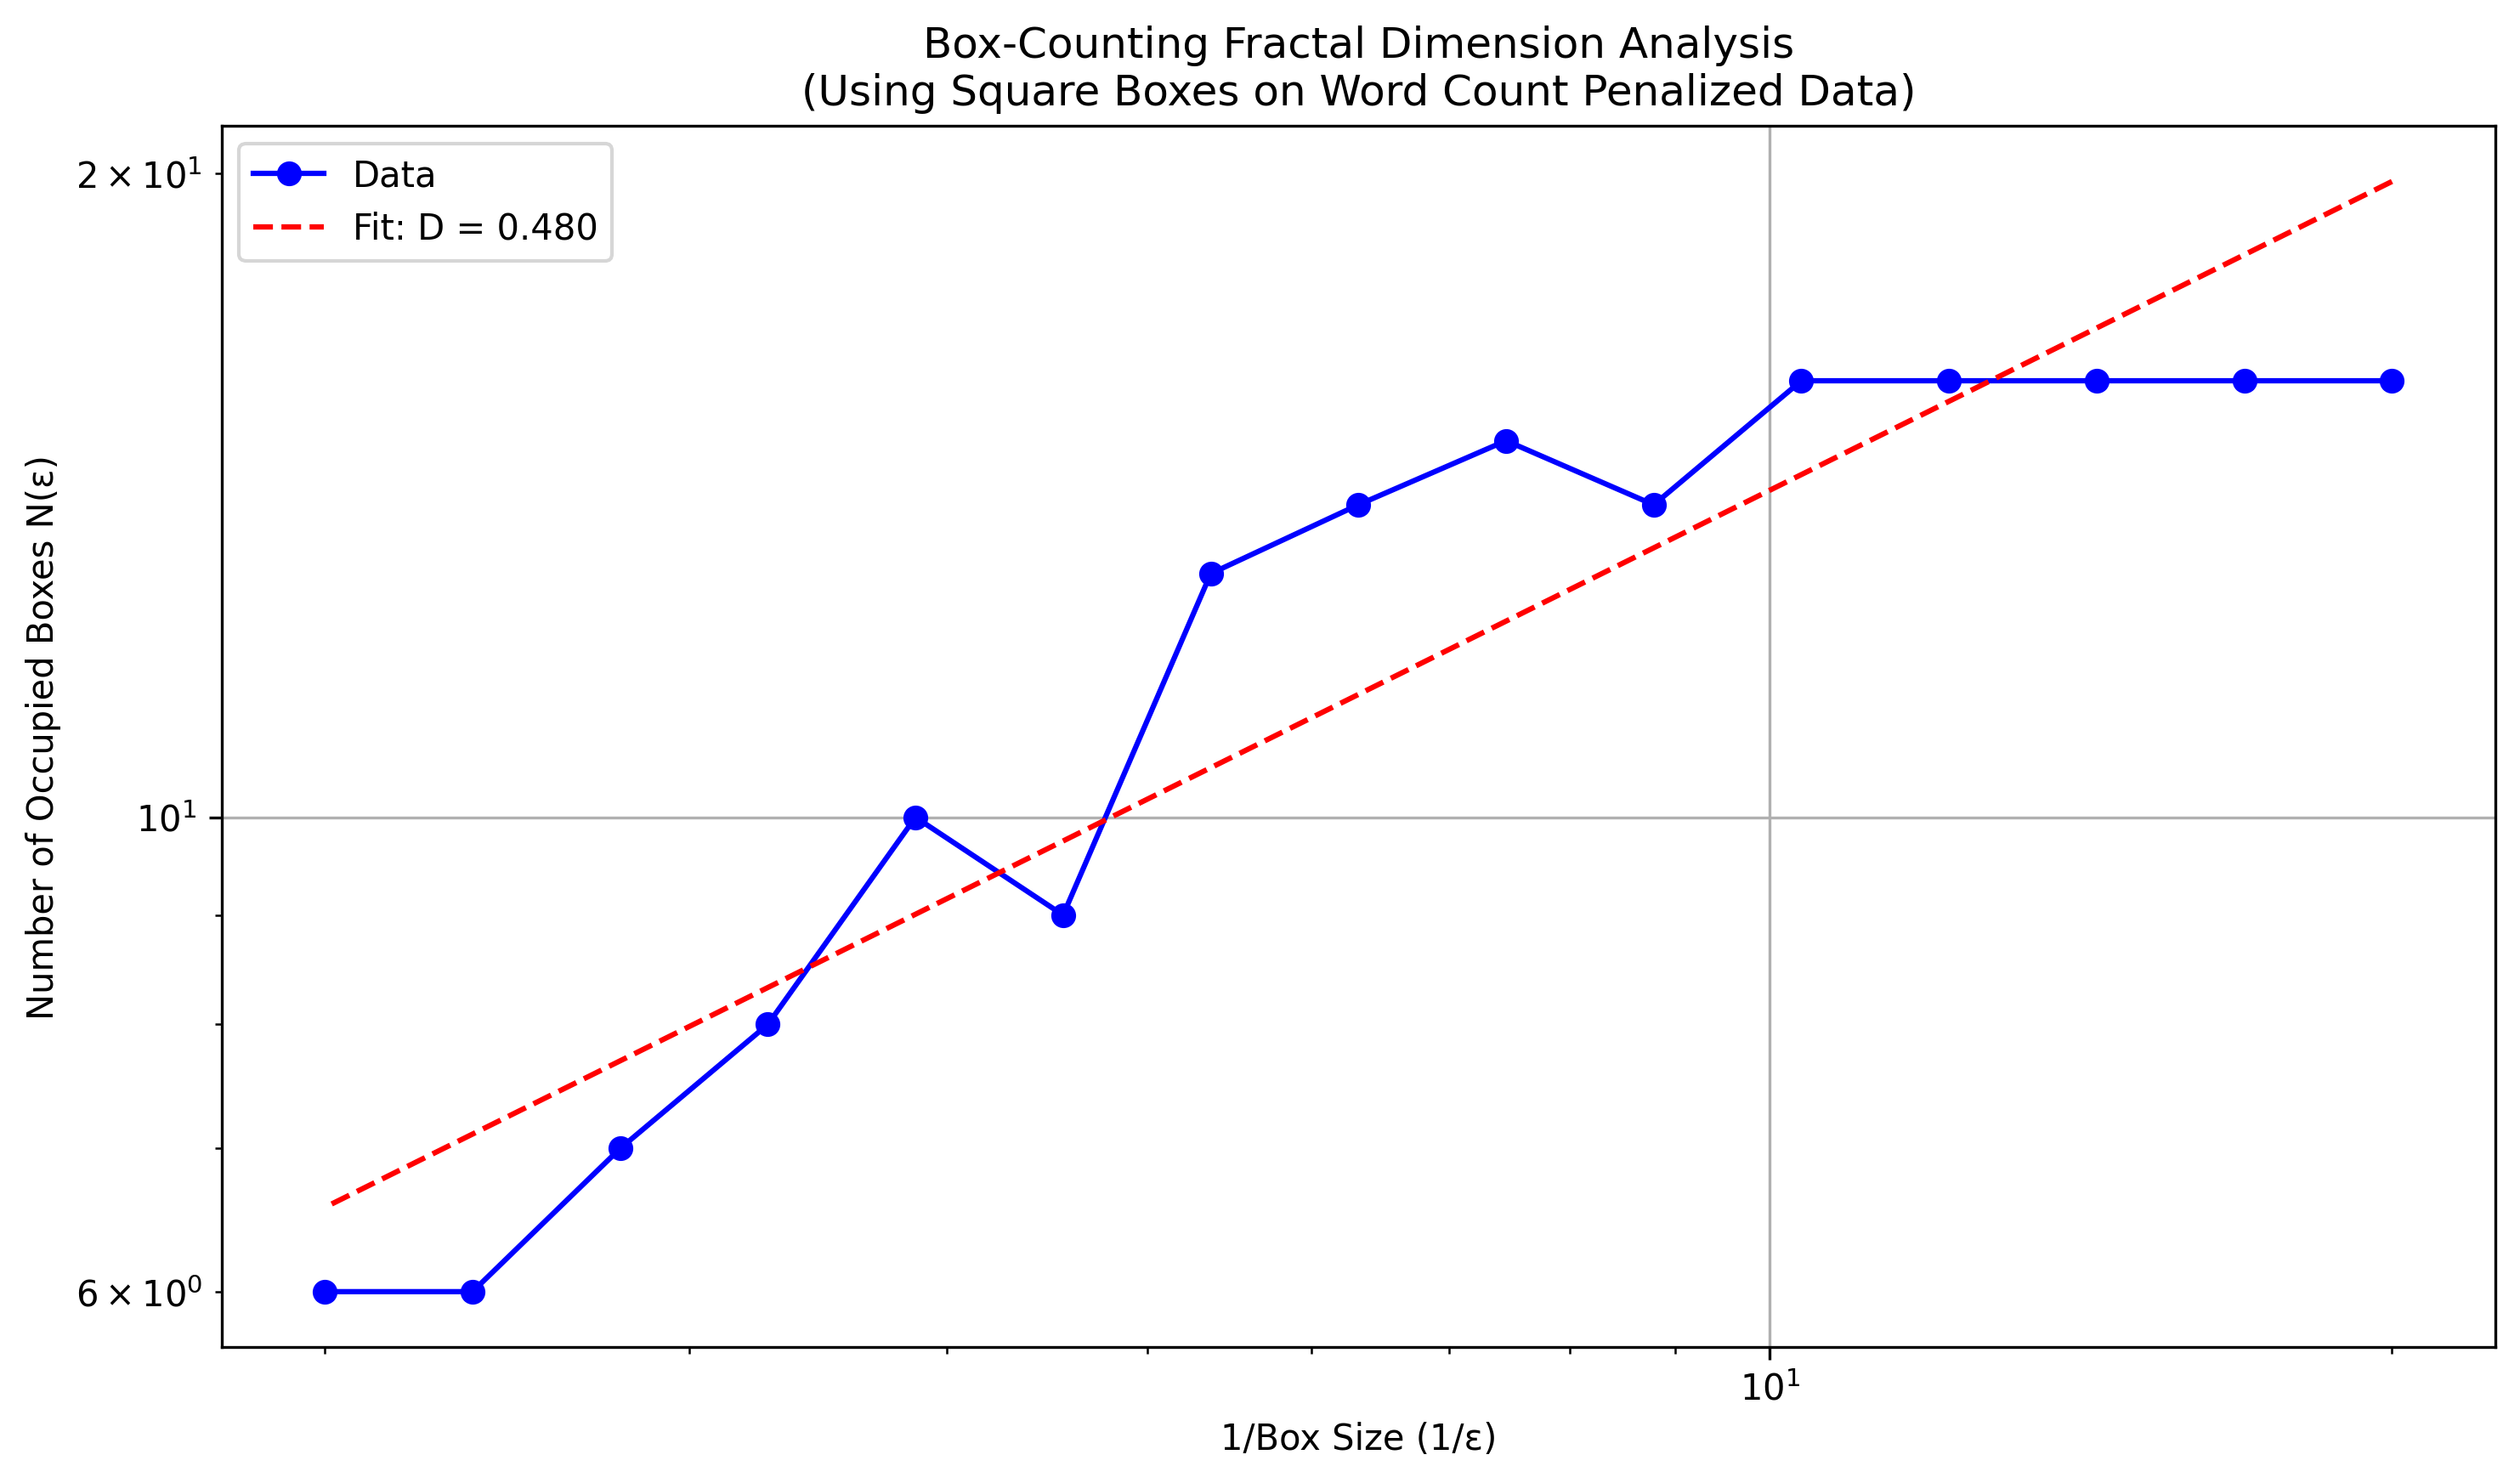 Box-Counting Fractal Dimension Analysis
(Using Square Boxes on Word Count Penalized Data)
Data
Fit: D = 0.480
2 × 10¹
10¹
6 × 10⁰
Number of Occupied Boxes N(ε)
10¹
1/Box Size (1/ε)